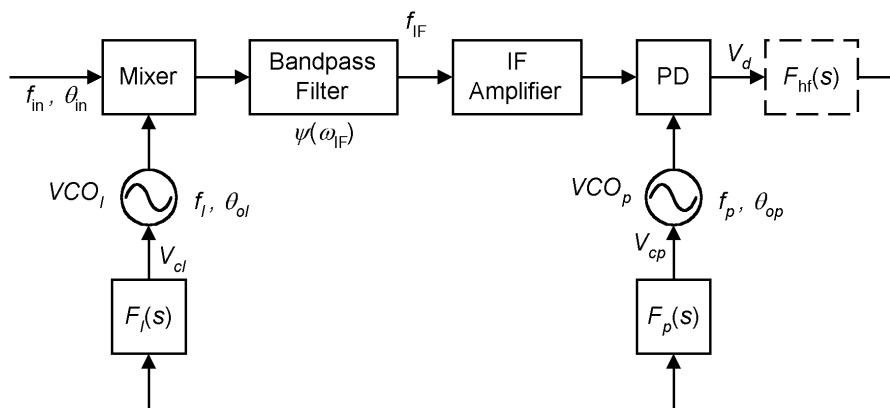 f_IF
Mixer
Bandpass
Filter
IF
Amplifier
PD
V_d
F_hf(s)
f_in , θ_in
ψ(ω_IF)
VCO_l
f_l , θ_ol
VCO_p
f_p , θ_op
V_cl
V_cp
F_l(s)
F_p(s)